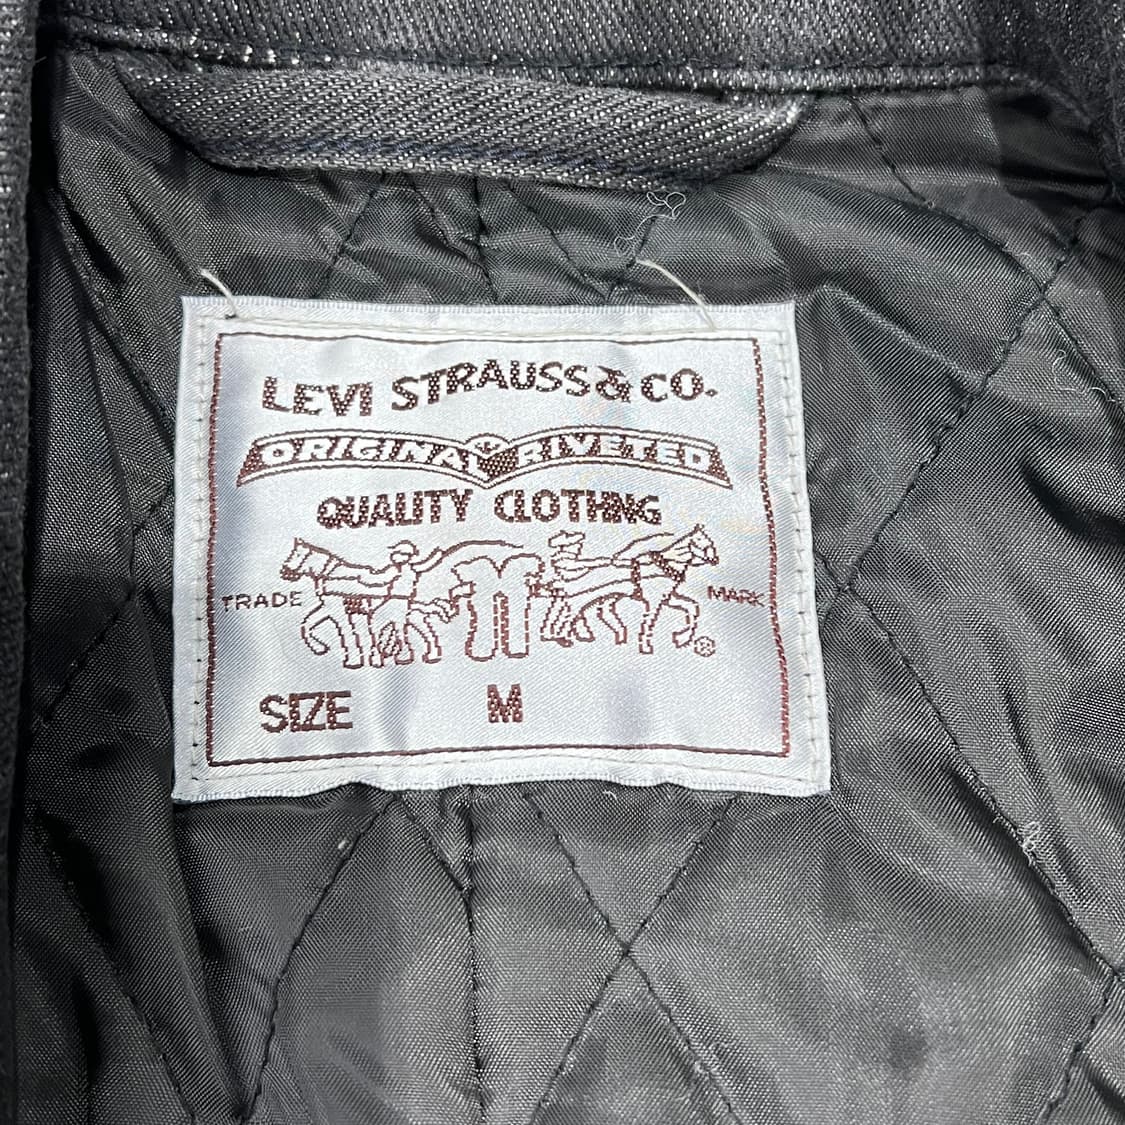 LEVI STRAUSS & CO.
ORIGINAL RIVETED
QUALITY CLOTHING
TRADE MARK
®
SIZE M